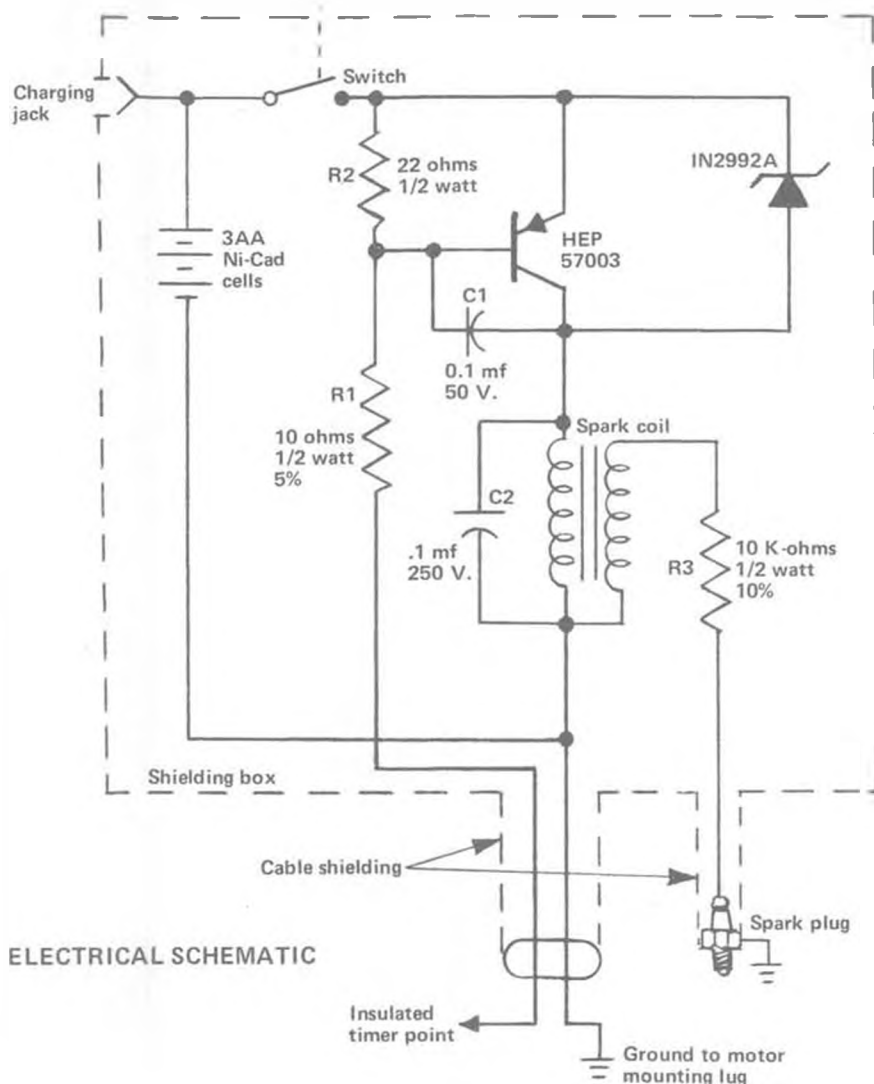 Charging
jack
Switch
R2
22 ohms
1/2 watt
IN2992A
3AA
Ni-Cad
cells
HEP
57003
C1
0.1 mf
50 V.
R1
10 ohms
1/2 watt
5%
Spark coil
C2
.1 mf
250 V.
R3
10 K-ohms
1/2 watt
10%
Shielding box
Cable shielding
Spark plug
ELECTRICAL SCHEMATIC
Insulated
timer point
Ground to motor
mounting lug